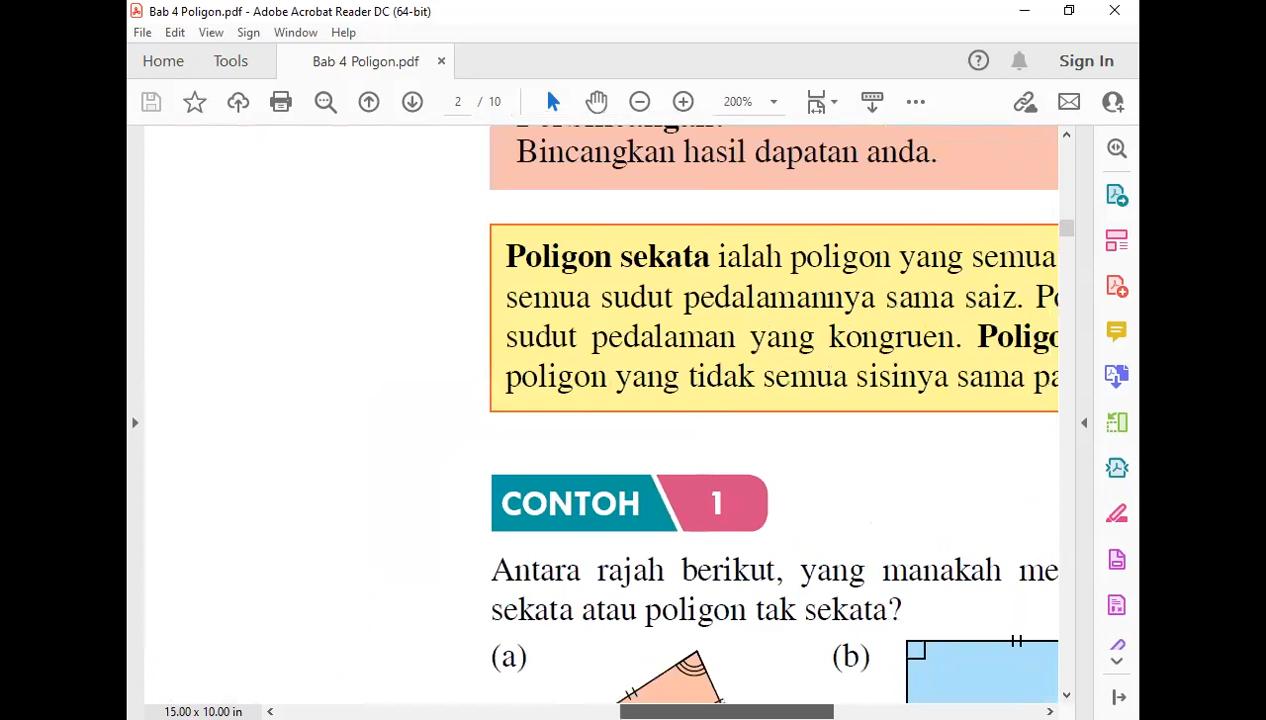 Bab 4 Poligon.pdf - Adobe Acrobat Reader DC (64-bit)
File Edit View Sign Window Help
Home Tools Bab 4 Poligon.pdf × Sign In
2 / 10 200%
Bincangkan hasil dapatan anda.
Poligon sekata ialah poligon yang semua
semua sudut pedalamannya sama saiz.
sudut pedalaman yang kongruen.
poligon yang tidak semua sisinya sama
CONTOH 1
Antara rajah berikut, yang manakah
sekata atau poligon tak sekata?
(a) (b)
15.00 x 10.00 in